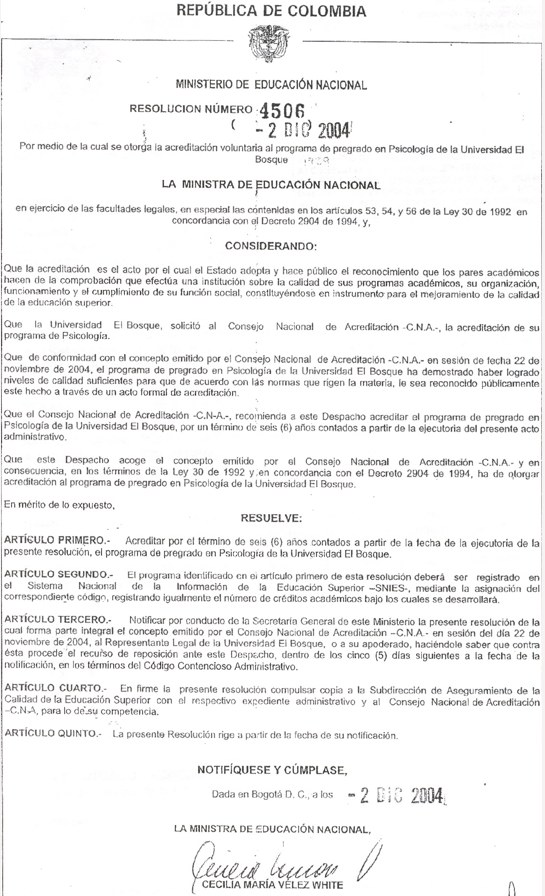 REPÚBLICA DE COLOMBIA
MINISTERIO DE EDUCACIÓN NACIONAL
RESOLUCION NÚMERO 4506
( - 2 DIC 2004
Por medio de la cual se otorga la acreditación voluntaria al programa de pregrado en Psicología de la Universidad El
Bosque
LA MINISTRA DE EDUCACIÓN NACIONAL
en ejercicio de las facultades legales, en especial las contenidas en los artículos 53, 54, y 56 de la Ley 30 de 1992 en
concordancia con el Decreto 2904 de 1994, y,
CONSIDERANDO:
Que la acreditación es el acto por el cual el Estado adopta y hace público el reconocimiento que los pares académicos
hacen de la comprobación que efectúa una institución sobre la calidad de sus programas académicos, su organización,
funcionamiento y el cumplimiento de su función social, constituyéndose en instrumento para el mejoramiento de la calidad
de la educación superior.
Que la Universidad El Bosque, solicitó al Consejo Nacional de Acreditación -C.N.A.-, la acreditación de su
programa de Psicología.
Que de conformidad con el concepto emitido por el Consejo Nacional de Acreditación -C.N.A.- en sesión de fecha 22 de
noviembre de 2004, el programa de pregrado en Psicología de la Universidad El Bosque ha demostrado haber logrado
niveles de calidad suficientes para que de acuerdo con las normas que rigen la materia, le sea reconocido públicamente
este hecho a través de un acto formal de acreditación.
Que el Consejo Nacional de Acreditación -C.N-A.-, recomienda a este Despacho acreditar el programa de pregrado en
Psicología de la Universidad El Bosque, por un término de seis (6) años contados a partir de la ejecutoria del presente acto
administrativo.
Que este Despacho acoge el concepto emitido por el Consejo Nacional de Acreditación -C.N.A.- y en
consecuencia, en los términos de la Ley 30 de 1992 y en concordancia con el Decreto 2904 de 1994, ha de otorgar
acreditación al programa de pregrado en Psicología de la Universidad El Bosque.
En mérito de lo expuesto,
RESUELVE:
ARTÍCULO PRIMERO.- Acreditar por el término de seis (6) años contados a partir de la fecha de la ejecutoria de la
presente resolución, el programa de pregrado en Psicología de la Universidad El Bosque.
ARTÍCULO SEGUNDO.- El programa identificado en el artículo primero de esta resolución deberá ser registrado en
el Sistema Nacional de la Información de la Educación Superior –SNIES-, mediante la asignación del
correspondiente código, registrando igualmente el número de créditos académicos bajo los cuales se desarrollará.
ARTÍCULO TERCERO.- Notificar por conducto de la Secretaria General de este Ministerio la presente resolución de la
cual forma parte integral el concepto emitido por el Consejo Nacional de Acreditación –C.N.A- en sesión del día 22 de
noviembre de 2004, al Representante Legal de la Universidad El Bosque, o a su apoderado, haciéndole saber que contra
ésta procede el recurso de reposición ante este Despacho, dentro de los cinco (5) días siguientes a la fecha de la
notificación, en los términos del Código Contencioso Administrativo.
ARTÍCULO CUARTO.- En firme la presente resolución compulsar copia a la Subdirección de Aseguramiento de la
Calidad de la Educación Superior con el respectivo expediente administrativo y al Consejo Nacional de Acreditación
–C.N.A, para lo de su competencia.
ARTÍCULO QUINTO.- La presente Resolución rige a partir de la fecha de su notificación.
NOTIFÍQUESE Y CÚMPLASE,
Dada en Bogotá D. C., a los - 2 DIC 2004
LA MINISTRA DE EDUCACIÓN NACIONAL,
CECILIA MARÍA VÉLEZ WHITE